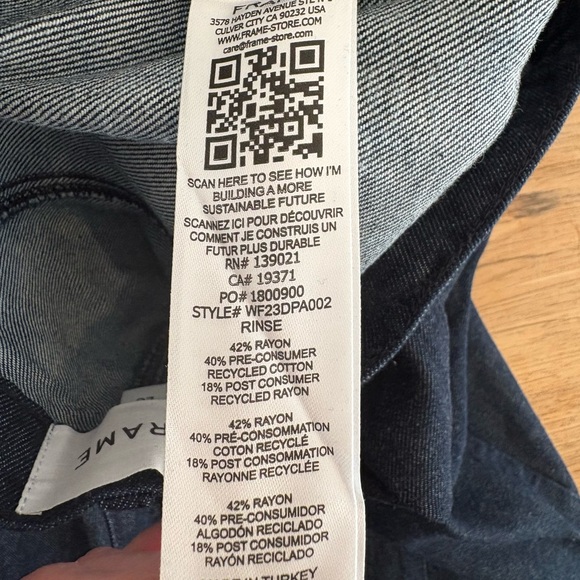 FRAME
3578 HAYDEN AVENUE STE
CULVER CITY CA 90232 USA
WWW.FRAME-STORE.COM
care@frame-store.com
SCAN HERE TO SEE HOW I'M
BUILDING A MORE
SUSTAINABLE FUTURE
SCANNEZ ICI POUR DÉCOUVRIR
COMMENT JE CONSTRUIS UN
FUTUR PLUS DURABLE
RN# 139021
CA# 19371
PO# 1800900
STYLE# WF23DPA002
RINSE
42% RAYON
40% PRE-CONSUMER
RECYCLED COTTON
18% POST CONSUMER
RECYCLED RAYON
42% RAYON
40% PRÉ-CONSOMMATION
COTON RECYCLÉ
18% POST CONSOMMATION
RAYONNE RECYCLÉE
42% RAYON
40% PRE-CONSUMIDOR
ALGODÓN RECICLADO
18% POST CONSUMIDOR
RAYÓN RECICLADO
MADE IN TURKEY
FRAME